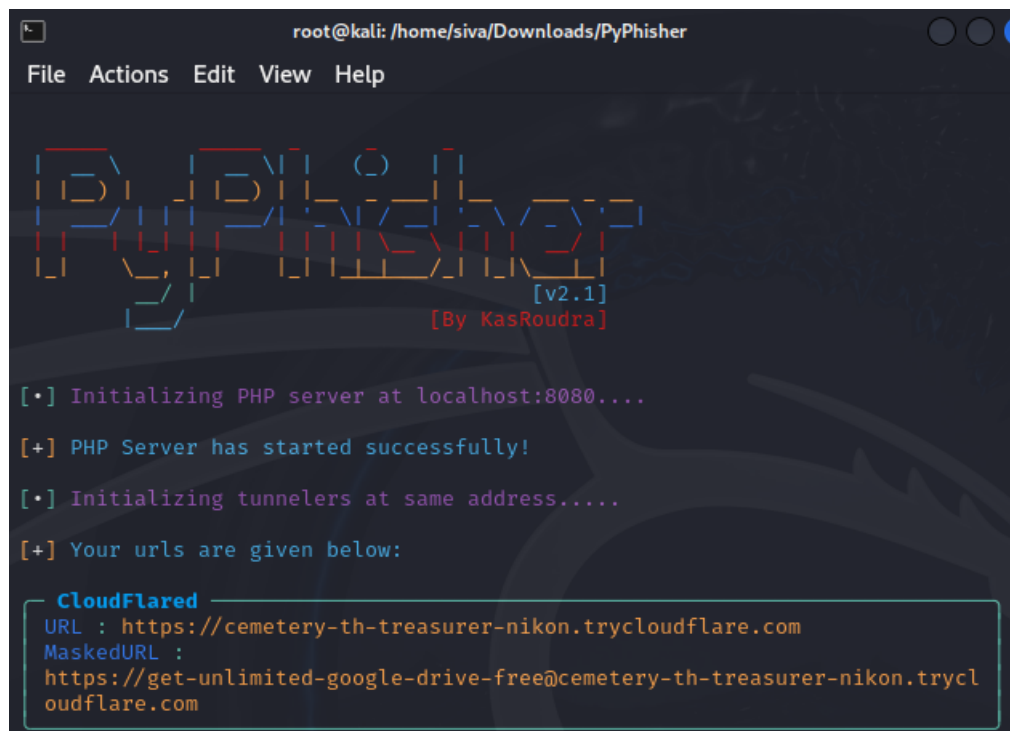 root@kali: /home/siva/Downloads/PyPhisher
File Actions Edit View Help
PyPhisher
[v2.1]
[By KasRoudra]
[•] Initializing PHP server at localhost:8080....
[+] PHP Server has started successfully!
[•] Initializing tunnelers at same address.....
[+] Your urls are given below:
CloudFlared
URL : https://cemetery-th-treasurer-nikon.trycloudflare.com
MaskedURL :
https://get-unlimited-google-drive-free@cemetery-th-treasurer-nikon.trycl
oudflare.com